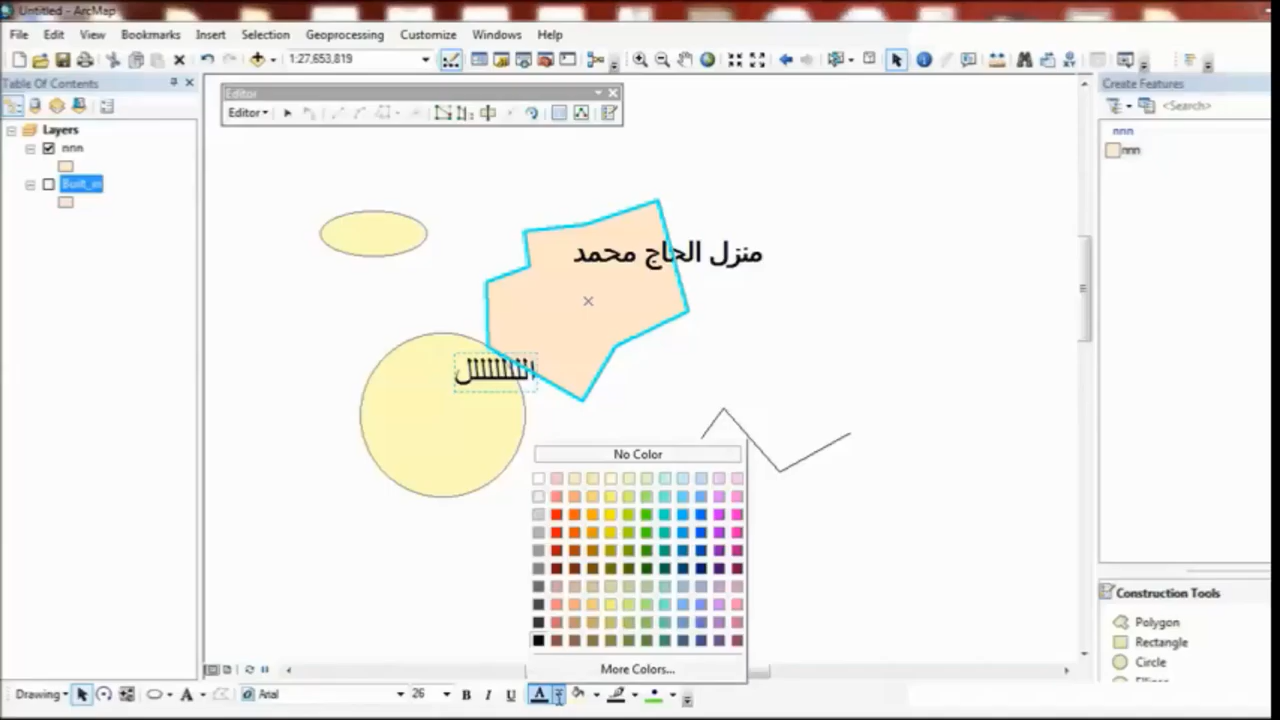 Untitled - ArcMap
File Edit View Bookmarks Insert Selection Geoprocessing Customize Windows Help
1:27,653,819
Table Of Contents
Create Features
Editor
Editor
<Search>
Layers
nnn
nnn
nnn
منزل الحاج محمد
No Color
More Colors...
Construction Tools
Polygon
Rectangle
Circle
Drawing A Arial 26 B I U A